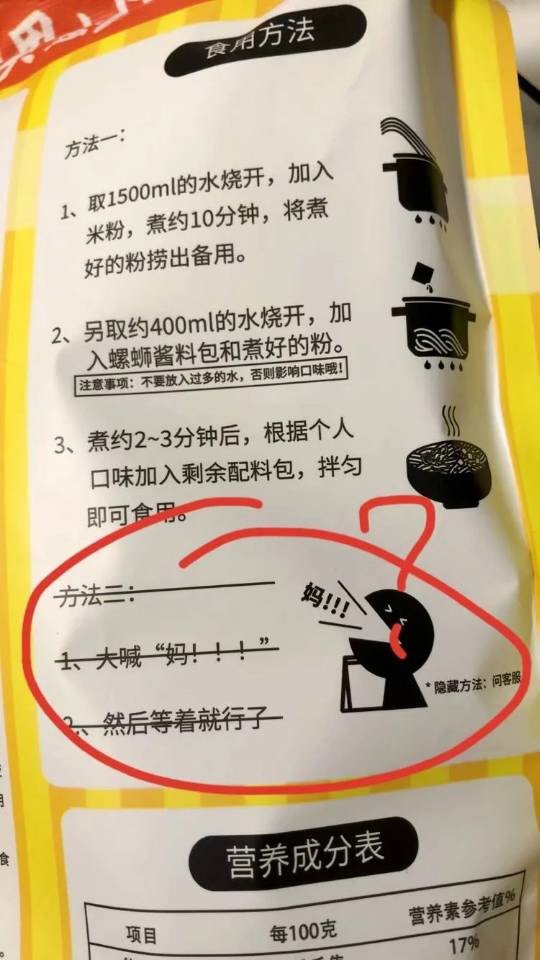 食用方法
方法一：
1、取1500ml的水烧开，加入
米粉，煮约10分钟，将煮
好的粉捞出备用。
2、另取约400ml的水烧开，加
入螺蛳酱料包和煮好的粉。
注意事项：不要放入过多的水，否则影响口味哦！
3、煮约2~3分钟后，根据个人
口味加入剩余配料包，拌匀
即可食用。
方法二：
妈!!!
1、大喊“妈！！！”
*隐藏方法：问客服
2、然后等着就行了
营养成分表
项目 每100克 营养素参考值%
17%